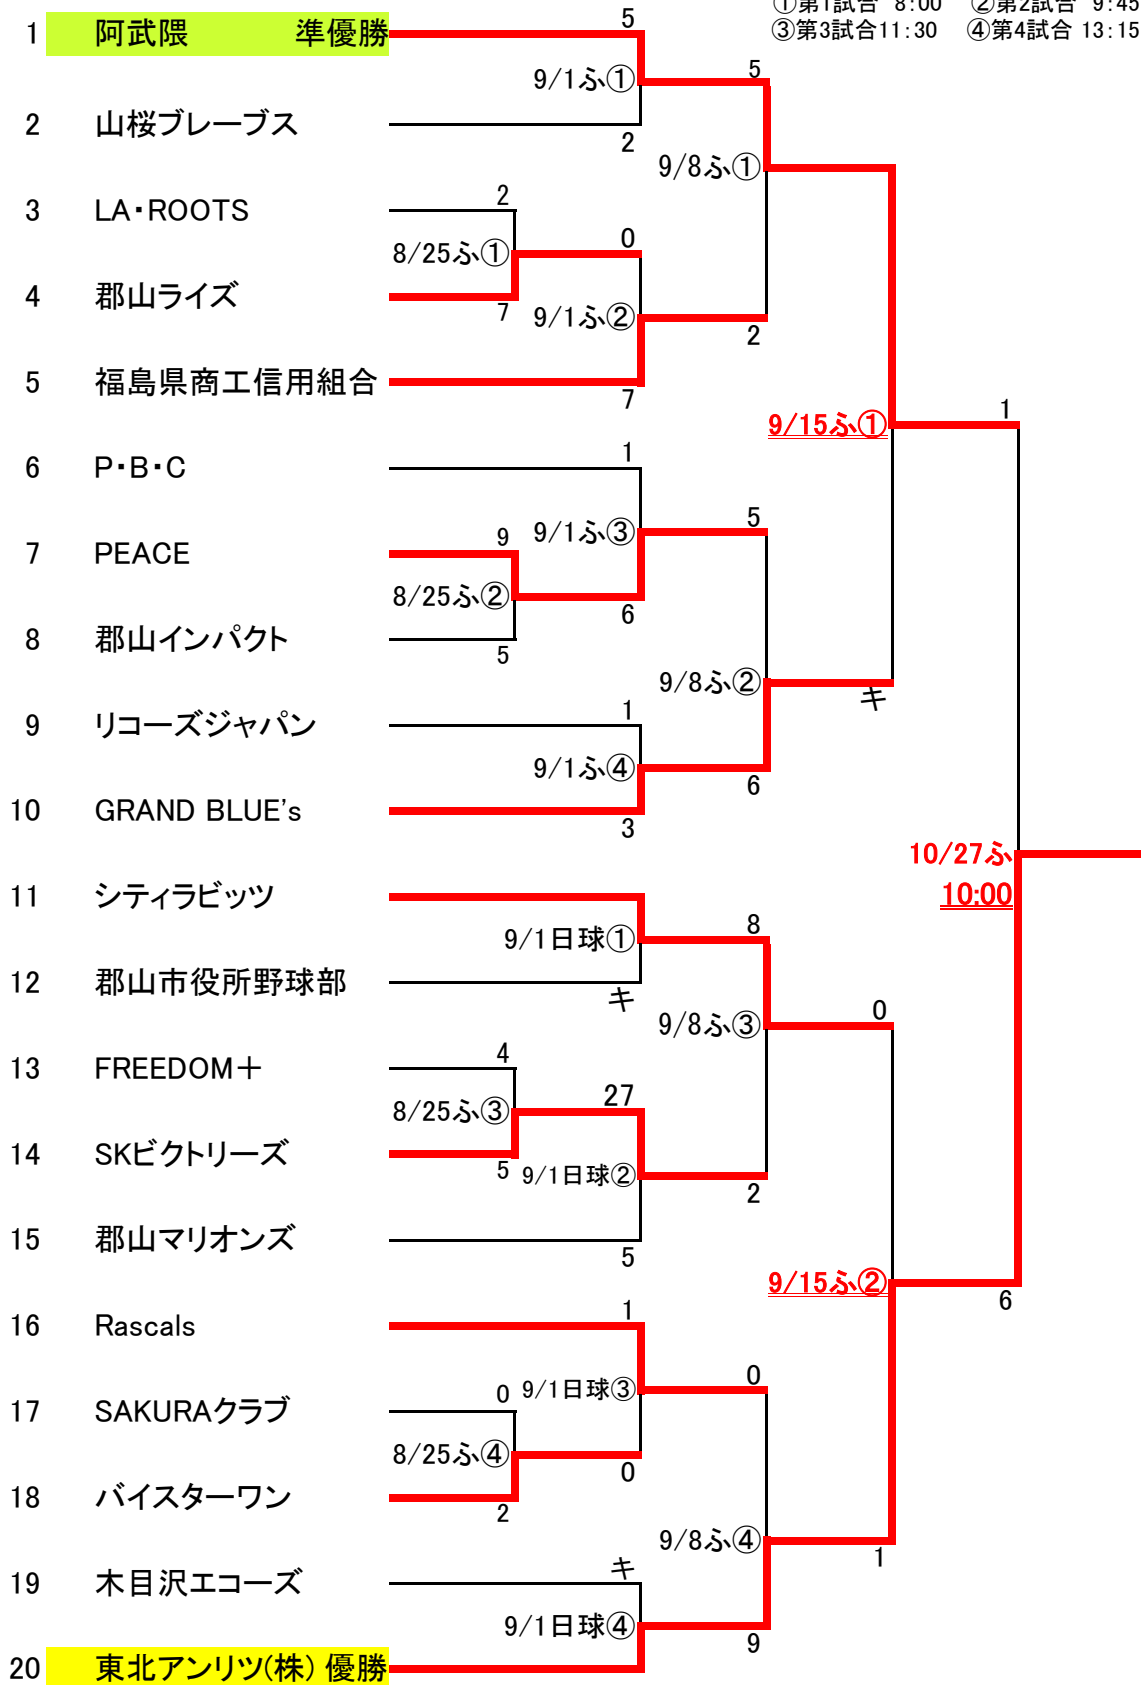 ①第1試合 8:00 ②第2試合 9:45
③第3試合11:30 ④第4試合 13:15
1 阿武隈 準優勝 5
9/1ふ① 5
2 山桜ブレーブス 2
9/8ふ①
3 LA・ROOTS 2
8/25ふ① 0
4 郡山ライズ 7
9/1ふ② 2
5 福島県商工信用組合 7
9/15ふ① 1
6 P・B・C 1
9/1ふ③ 5
7 PEACE 9
8/25ふ② 6
8 郡山インパクト 5
9/8ふ② キ
9 リコーズジャパン 1
9/1ふ④ 6
10 GRAND BLUE's 3
10/27ふ
10:00
11 シティラビッツ
9/1日球① 8
12 郡山市役所野球部 キ
9/8ふ③ 0
13 FREEDOM＋ 4
8/25ふ③ 27
14 SKビクトリーズ 5
9/1日球② 2
15 郡山マリオンズ 5
9/15ふ② 6
16 Rascals 1
9/1日球③ 0
17 SAKURAクラブ 0
8/25ふ④ 0
18 バイスターワン 2
9/8ふ④ 1
19 木目沢エコーズ キ
9/1日球④ 9
20 東北アンリツ(株) 優勝